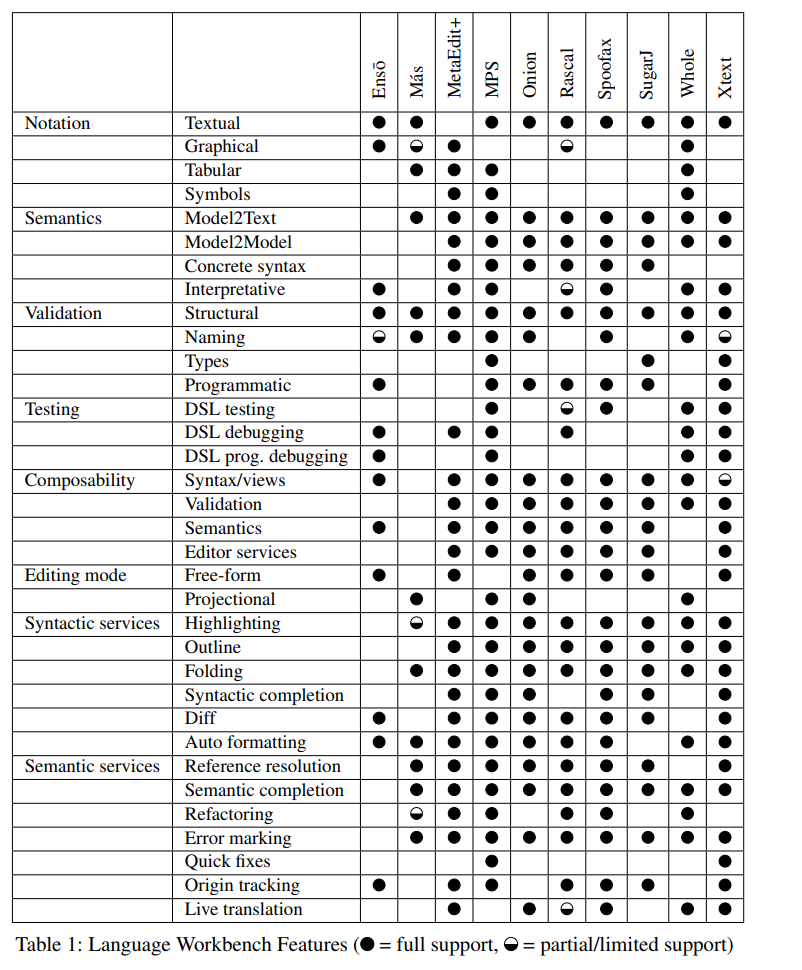 Ensō Más MetaEdit+ MPS Onion Rascal Spoofax SugarJ Whole Xtext
Notation Textual
Graphical
Tabular
Symbols
Semantics Model2Text
Model2Model
Concrete syntax
Interpretative
Validation Structural
Naming
Types
Programmatic
Testing DSL testing
DSL debugging
DSL prog. debugging
Composability Syntax/views
Validation
Semantics
Editor services
Editing mode Free-form
Projectional
Syntactic services Highlighting
Outline
Folding
Syntactic completion
Diff
Auto formatting
Semantic services Reference resolution
Semantic completion
Refactoring
Error marking
Quick fixes
Origin tracking
Live translation
Table 1: Language Workbench Features (● = full support, ◒ = partial/limited support)